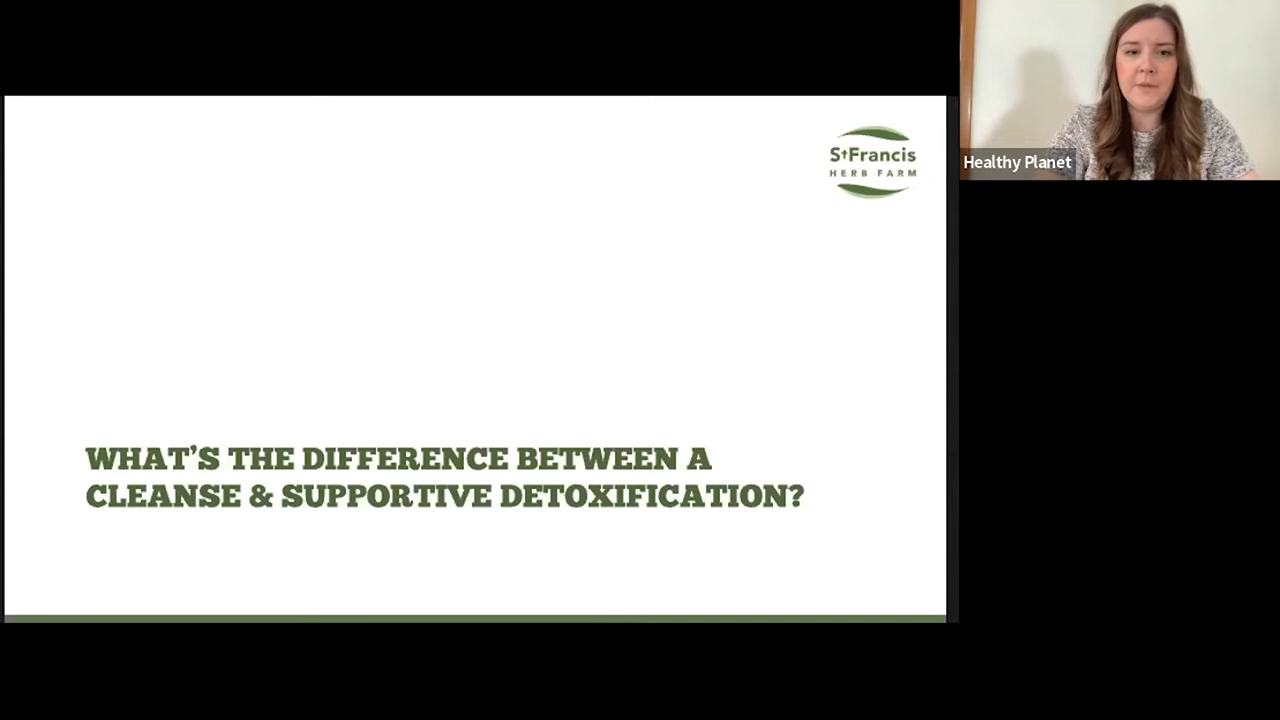 StFrancis
HERB FARM
Healthy Planet
WHAT'S THE DIFFERENCE BETWEEN A
CLEANSE & SUPPORTIVE DETOXIFICATION?